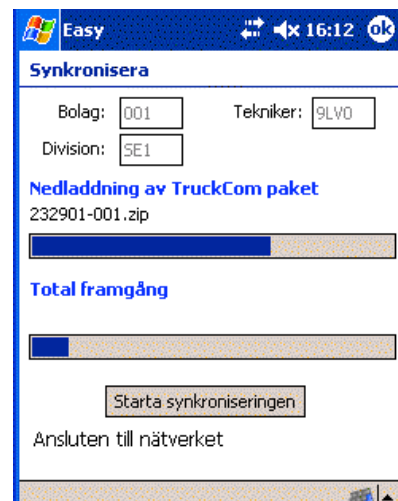 Easy 16:12 ok
Synkronisera
Bolag: 001 Tekniker: 9LV0
Division: SE1
Nedladdning av TruckCom paket
232901-001.zip
Total framgång
Starta synkroniseringen
Ansluten till nätverket